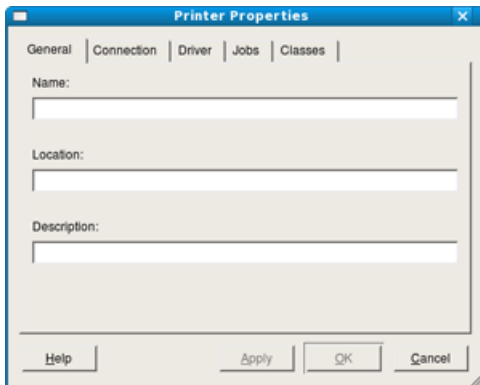 Printer Properties
General Connection Driver Jobs Classes
Name:
Location:
Description:
Help Apply OK Cancel